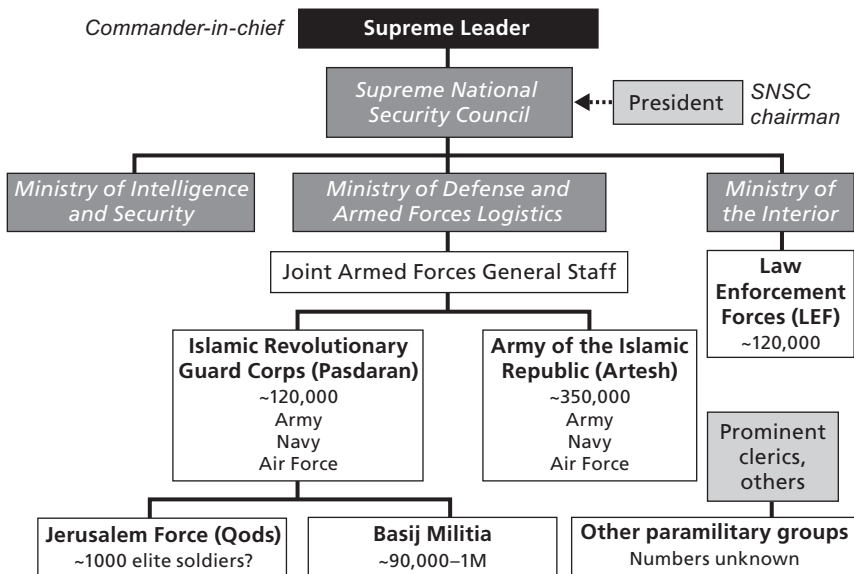 Commander-in-chief
Supreme Leader
Supreme National
Security Council
President
SNSC
chairman
Ministry of Intelligence
and Security
Ministry of Defense and
Armed Forces Logistics
Ministry of
the Interior
Joint Armed Forces General Staff
Law
Enforcement
Forces (LEF)
~120,000
Islamic Revolutionary
Guard Corps (Pasdaran)
~120,000
Army
Navy
Air Force
Army of the Islamic
Republic (Artesh)
~350,000
Army
Navy
Air Force
Prominent
clerics,
others
Jerusalem Force (Qods)
~1000 elite soldiers?
Basij Militia
~90,000–1M
Other paramilitary groups
Numbers unknown